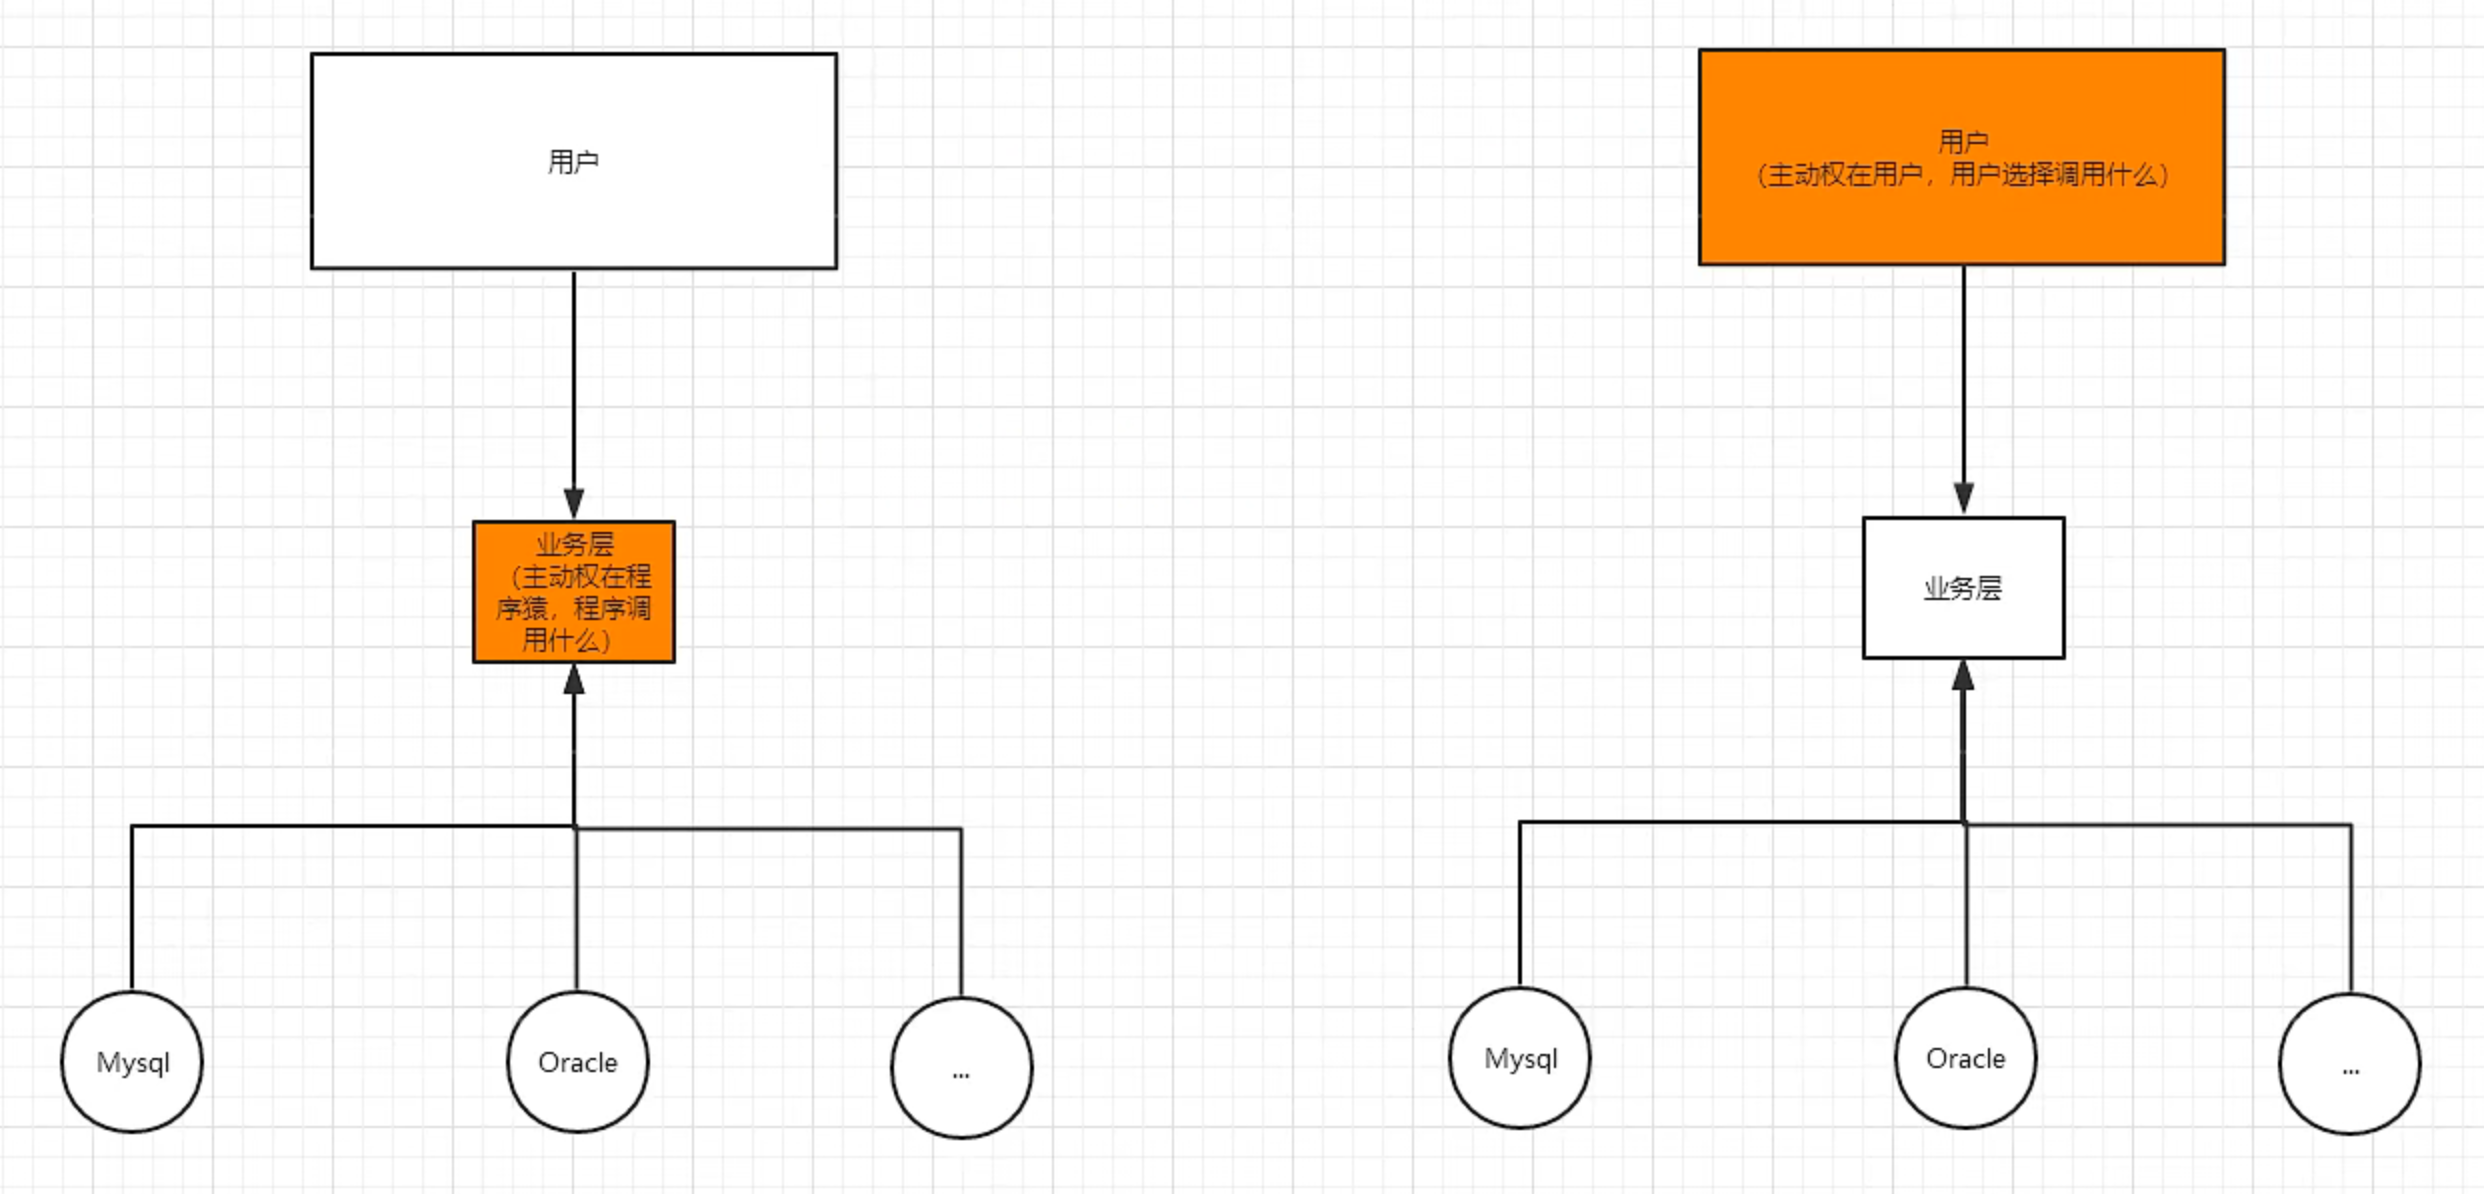 用户
业务层
（主动权在程
序猿，程序调
用什么）
Mysql
Oracle
...
用户
（主动权在用户，用户选择调用什么）
业务层
Mysql
Oracle
...